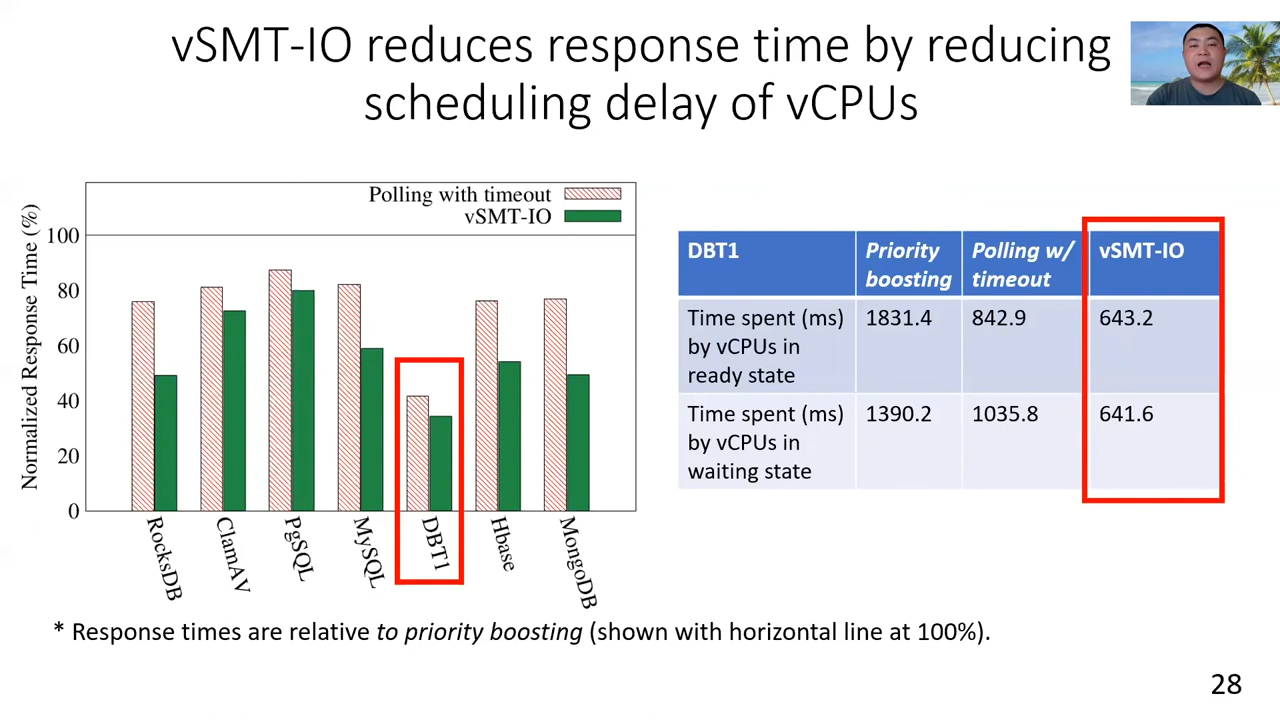 vSMT-IO reduces response time by reducing
scheduling delay of vCPUs
Normalized Response Time (%)
100
80
60
40
20
0
Polling with timeout
vSMT-IO
RocksDB
ClamAV
PgSQL
MySQL
DBT1
Hbase
MongoDB
DBT1
Priority
boosting
Polling w/
timeout
vSMT-IO
Time spent (ms)
by vCPUs in
ready state
1831.4
842.9
643.2
Time spent (ms)
by vCPUs in
waiting state
1390.2
1035.8
641.6
* Response times are relative to priority boosting (shown with horizontal line at 100%).
28